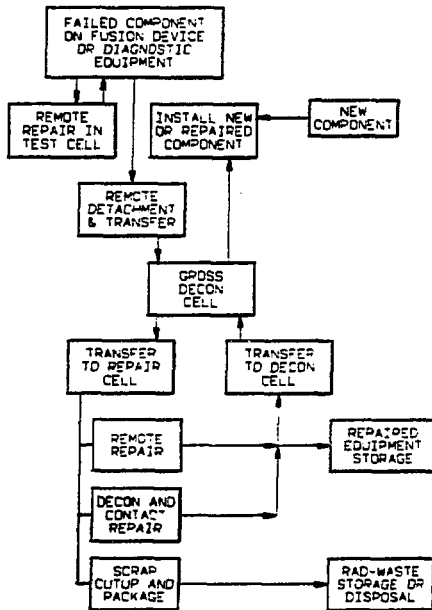 FAILED COMPONENT
ON FUSION DEVICE
OR DIAGNOSTIC
EQUIPMENT
REMOTE
REPAIR IN
TEST CELL
INSTALL NEW
OR REPAIRED
COMPONENT
NEW
COMPONENT
REMOTE
DETACHMENT
& TRANSFER
GROSS
DECON
CELL
TRANSFER
TO REPAIR
CELL
TRANSFER
TO DECON
CELL
REMOTE
REPAIR
REPAIRED
EQUIPMENT
STORAGE
DECON AND
CONTACT
REPAIR
SCRAP
CUTUP AND
PACKAGE
RAD-WASTE
STORAGE OR
DISPOSAL